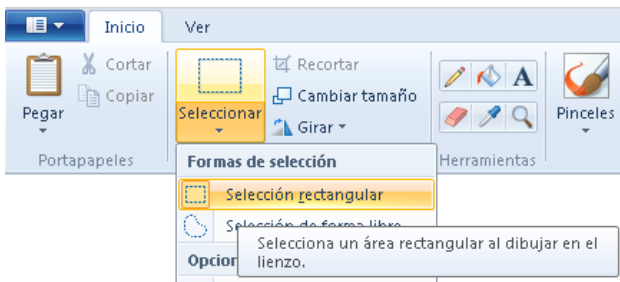 Inicio
Ver
Pegar
Cortar
Copiar
Portapapeles
Seleccionar
Recortar
Cambiar tamaño
Girar
A
Herramientas
Pinceles
Formas de selección
Selección rectangular
Selección de forma libre
Selecciona un área rectangular al dibujar en el
lienzo.